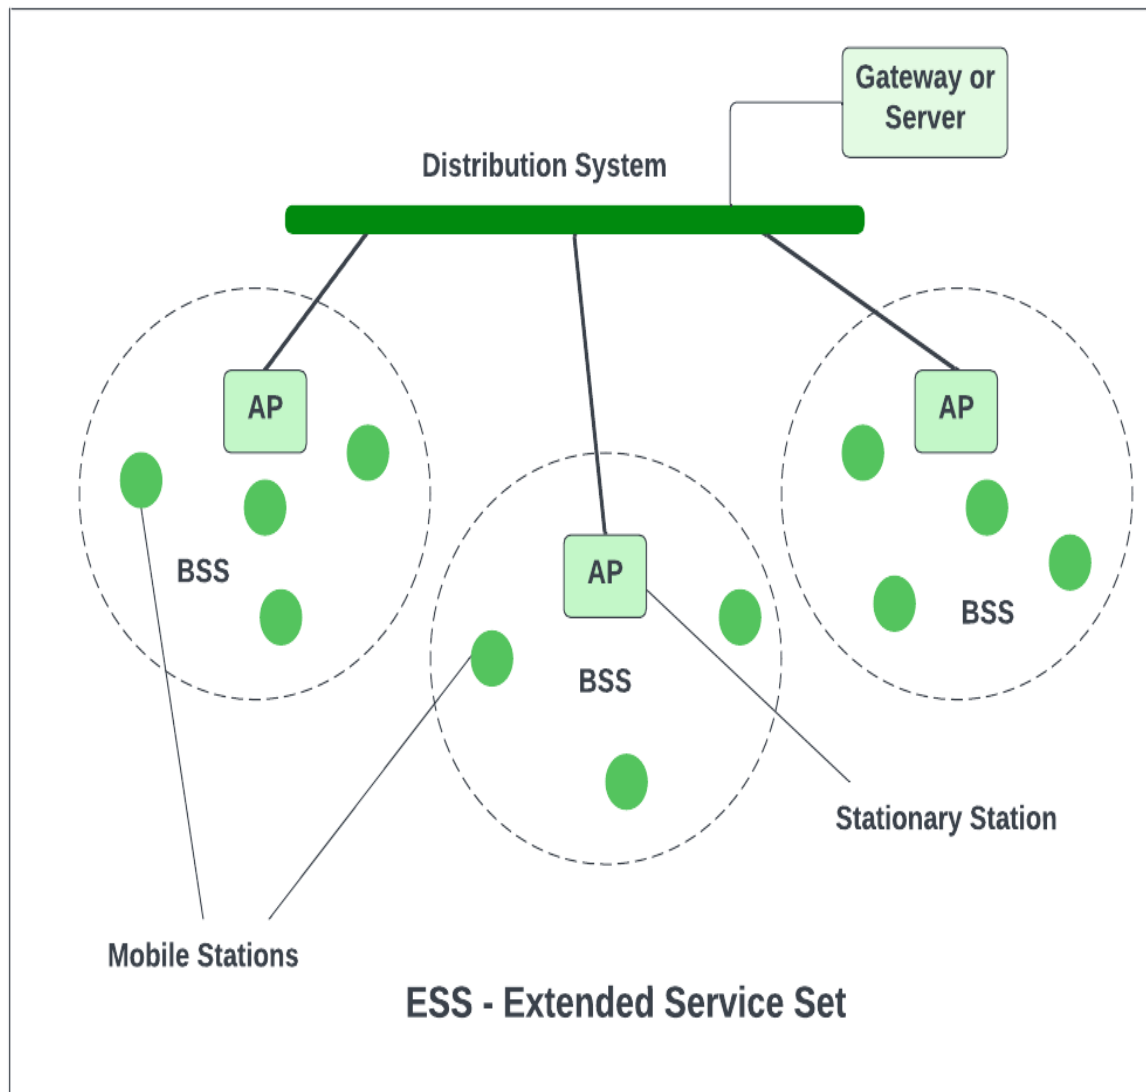 Gateway or
Server
Distribution System
AP
AP
AP
BSS
BSS
BSS
Stationary Station
Mobile Stations
ESS - Extended Service Set